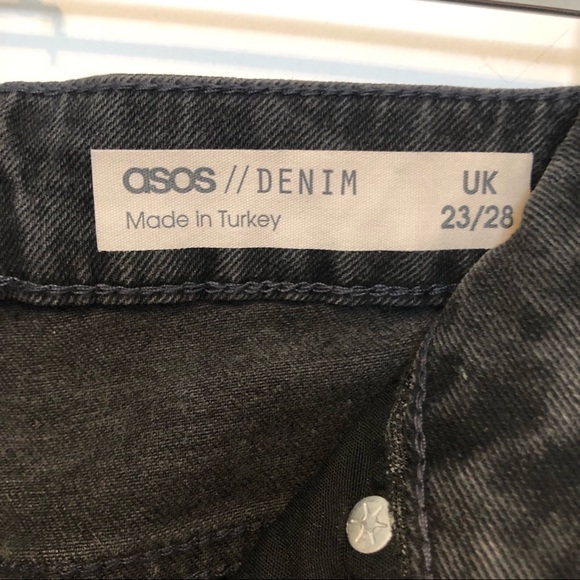 asos // DENIM
Made in Turkey
UK
23/28